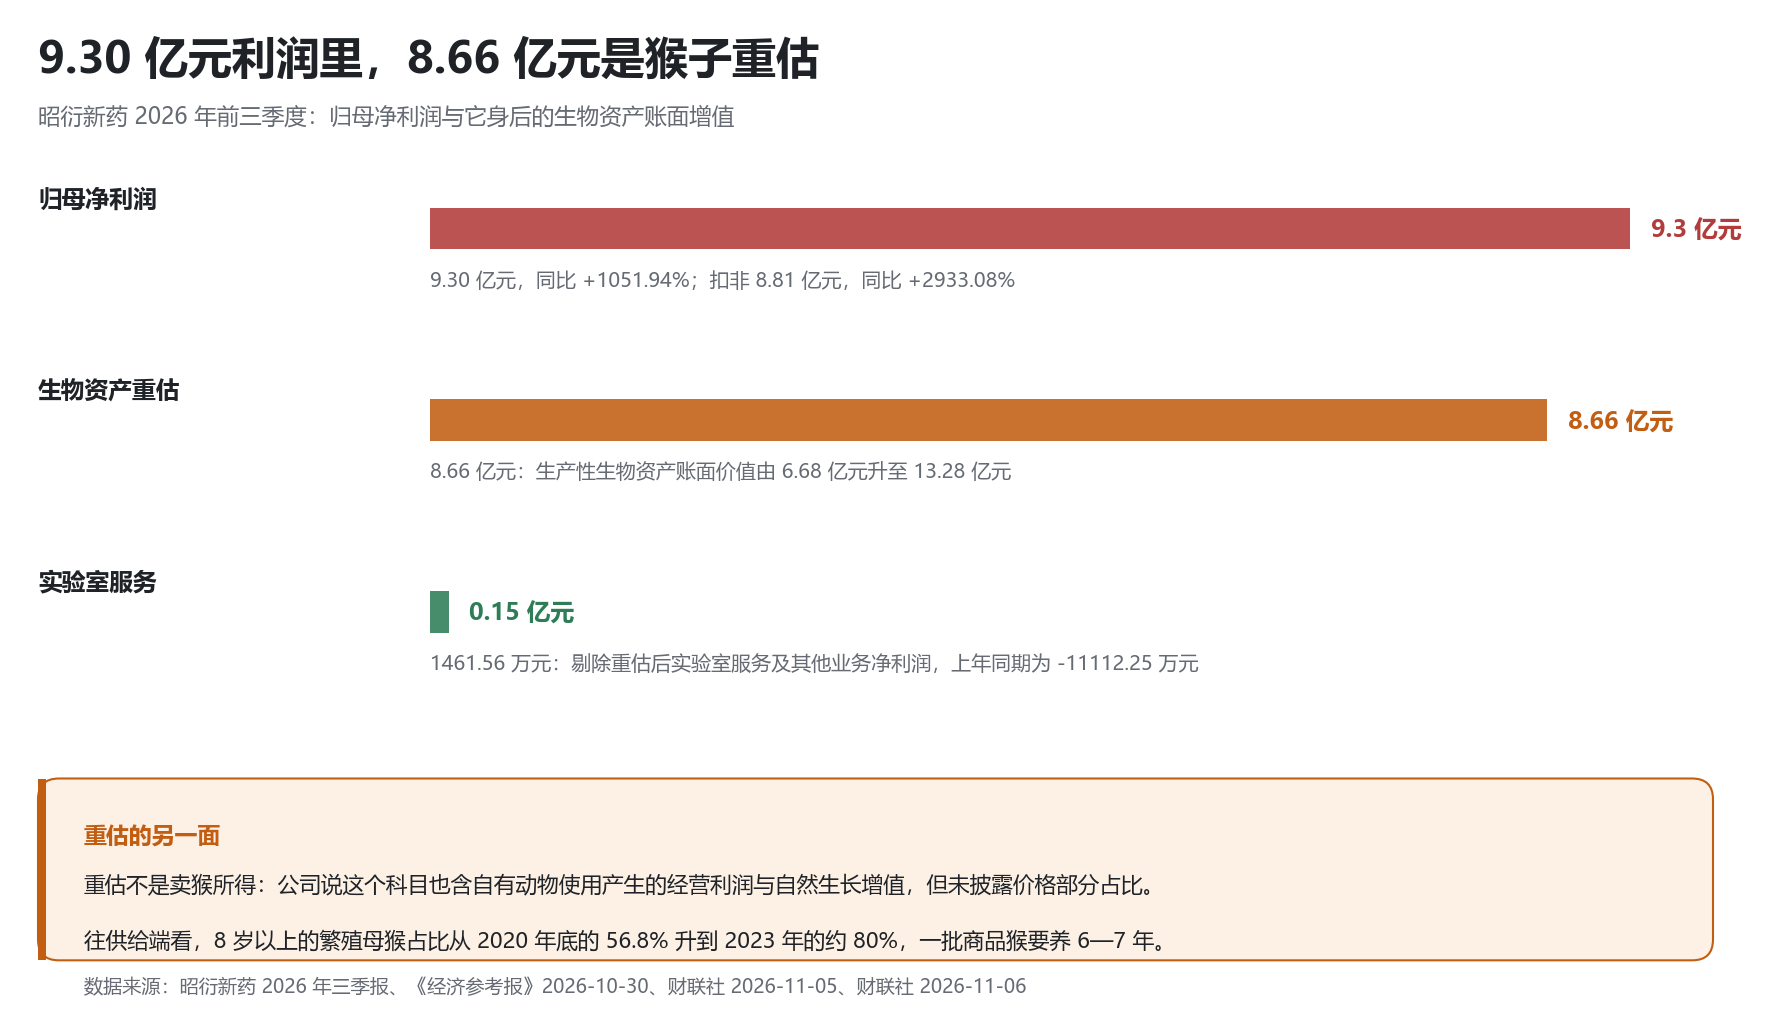 9.30 亿元利润里，8.66 亿元是猴子重估
昭衍新药 2026 年前三季度：归母净利润与它身后的生物资产账面增值
归母净利润
9.3 亿元
9.30 亿元，同比 +1051.94%；扣非 8.81 亿元，同比 +2933.08%
生物资产重估
8.66 亿元
8.66 亿元：生产性生物资产账面价值由 6.68 亿元升至 13.28 亿元
实验室服务
0.15 亿元
1461.56 万元：剔除重估后实验室服务及其他业务净利润，上年同期为 -11112.25 万元
重估的另一面
重估不是卖猴所得：公司说这个科目也含自有动物使用产生的经营利润与自然生长增值，但未披露价格部分占比。
往供给端看，8 岁以上的繁殖母猴占比从 2020 年底的 56.8% 升到 2023 年的约 80%，一批商品猴要养 6—7 年。
数据来源：昭衍新药 2026 年三季报、《经济参考报》2026-10-30、财联社 2026-11-05、财联社 2026-11-06